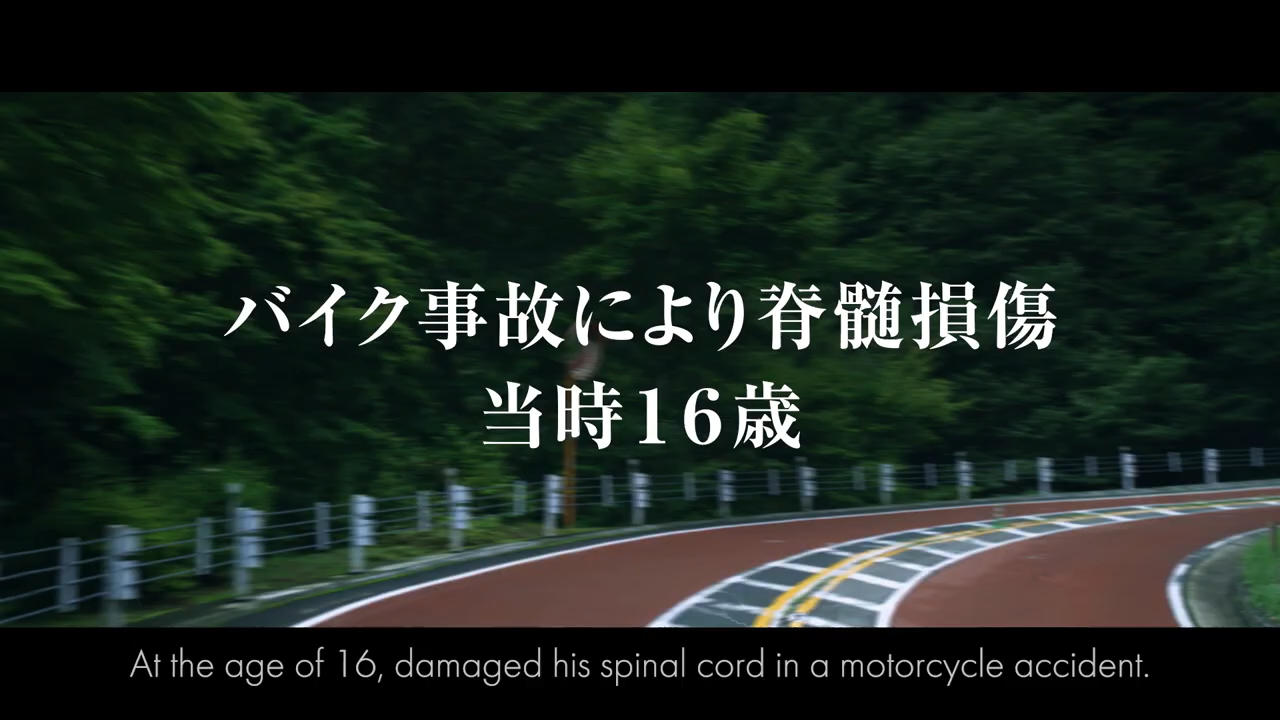 バイク事故により脊髄損傷
当時16歳
At the age of 16, damaged his spinal cord in a motorcycle accident.